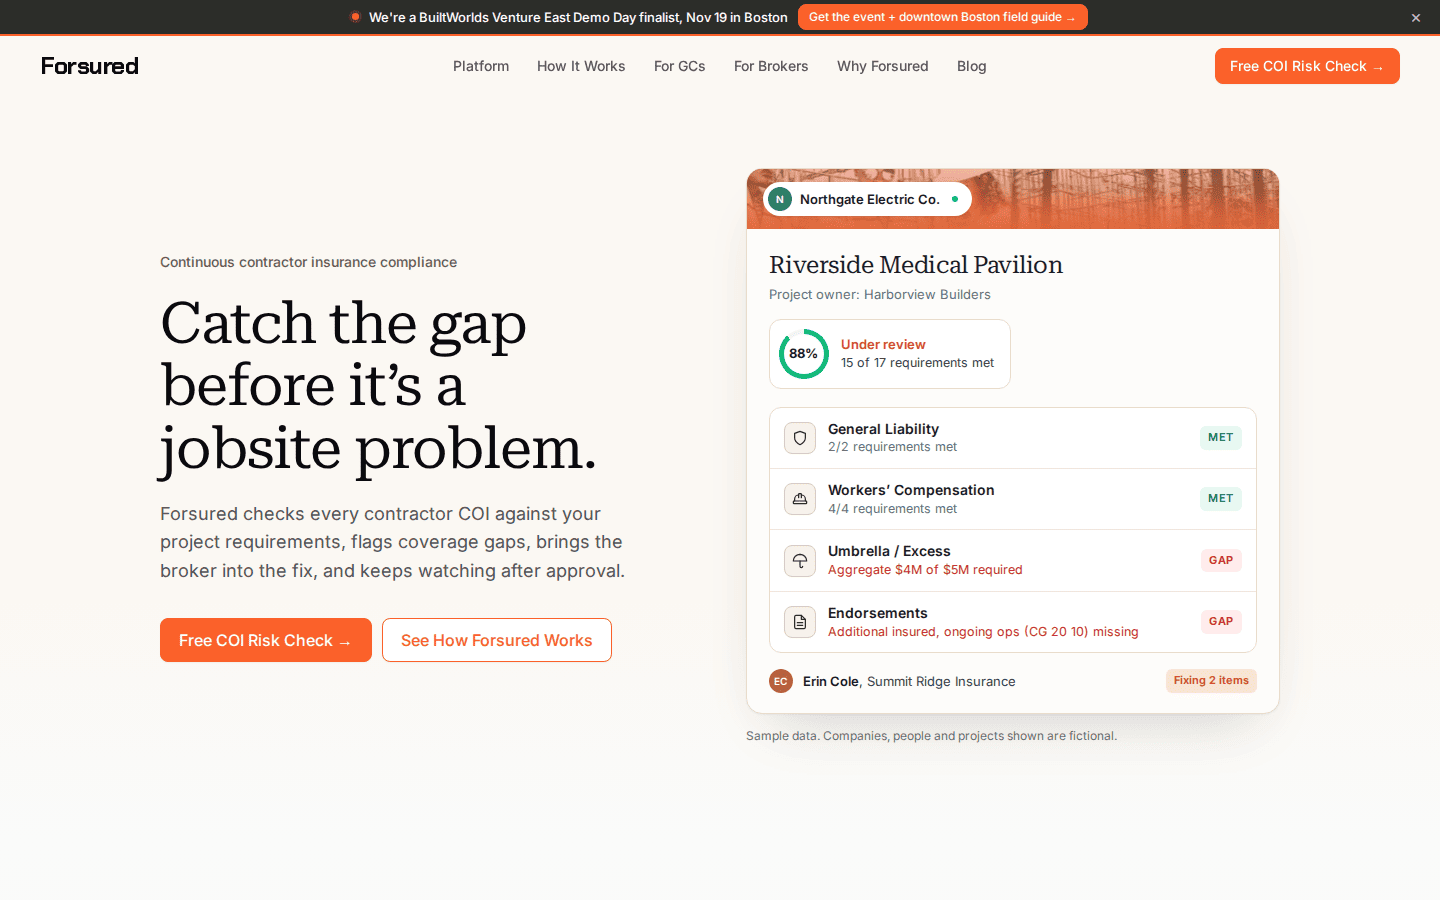 We're a BuiltWorlds Venture East Demo Day finalist, Nov 19 in Boston
Get the event + downtown Boston field guide →
×
Forsured
Platform
How It Works
For GCs
For Brokers
Why Forsured
Blog
Free COI Risk Check →
Continuous contractor insurance compliance
Catch the gap
before it’s a
jobsite problem.
Forsured checks every contractor COI against your
project requirements, flags coverage gaps, brings the
broker into the fix, and keeps watching after approval.
Free COI Risk Check →
See How Forsured Works
N
Northgate Electric Co.
Riverside Medical Pavilion
Project owner: Harborview Builders
88%
Under review
15 of 17 requirements met
General Liability
2/2 requirements met
MET
Workers’ Compensation
4/4 requirements met
MET
Umbrella / Excess
Aggregate $4M of $5M required
GAP
Endorsements
Additional insured, ongoing ops (CG 20 10) missing
GAP
EC
Erin Cole, Summit Ridge Insurance
Fixing 2 items
Sample data. Companies, people and projects shown are fictional.